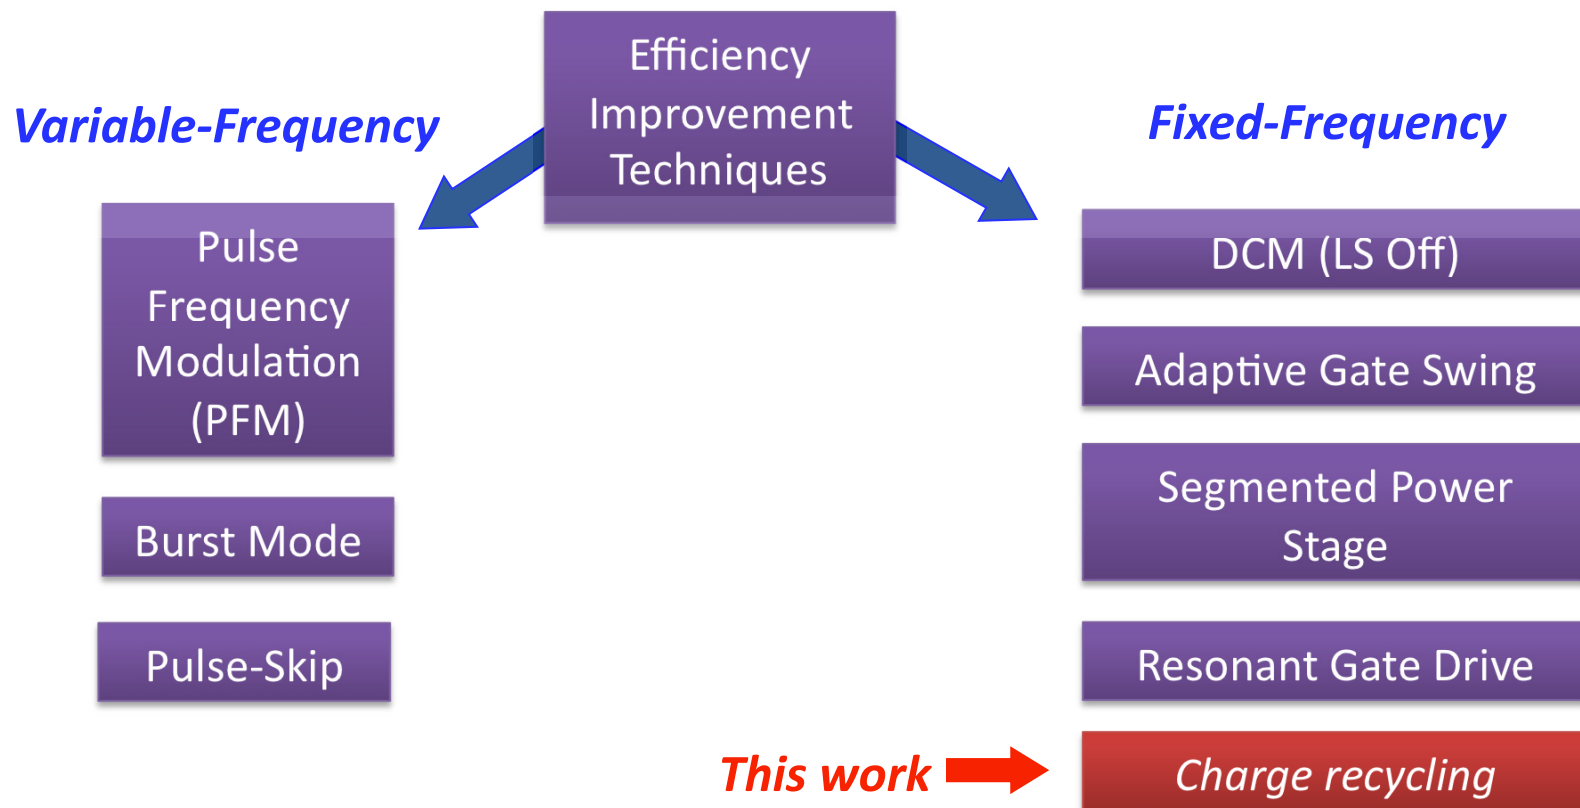 Efficiency
Improvement
Techniques
Variable-Frequency
Pulse
Frequency
Modulation
(PFM)
Burst Mode
Pulse-Skip
Fixed-Frequency
DCM (LS Off)
Adaptive Gate Swing
Segmented Power
Stage
Resonant Gate Drive
This work
Charge recycling